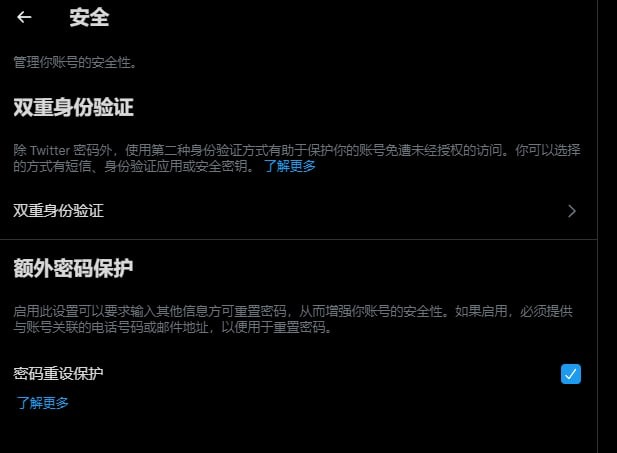 安全
管理你账号的安全性。
双重身份验证
除 Twitter 密码外，使用第二种身份验证方式有助于保护你的账号免遭未经授权的访问。你可以选择
的方式有短信、身份验证应用或安全密钥。 了解更多
双重身份验证
额外密码保护
启用此设置可以要求输入其他信息方可重置密码，从而增强你账号的安全性。如果启用，必须提供
与账号关联的电话号码或邮件地址，以便用于重置密码。
密码重设保护
了解更多